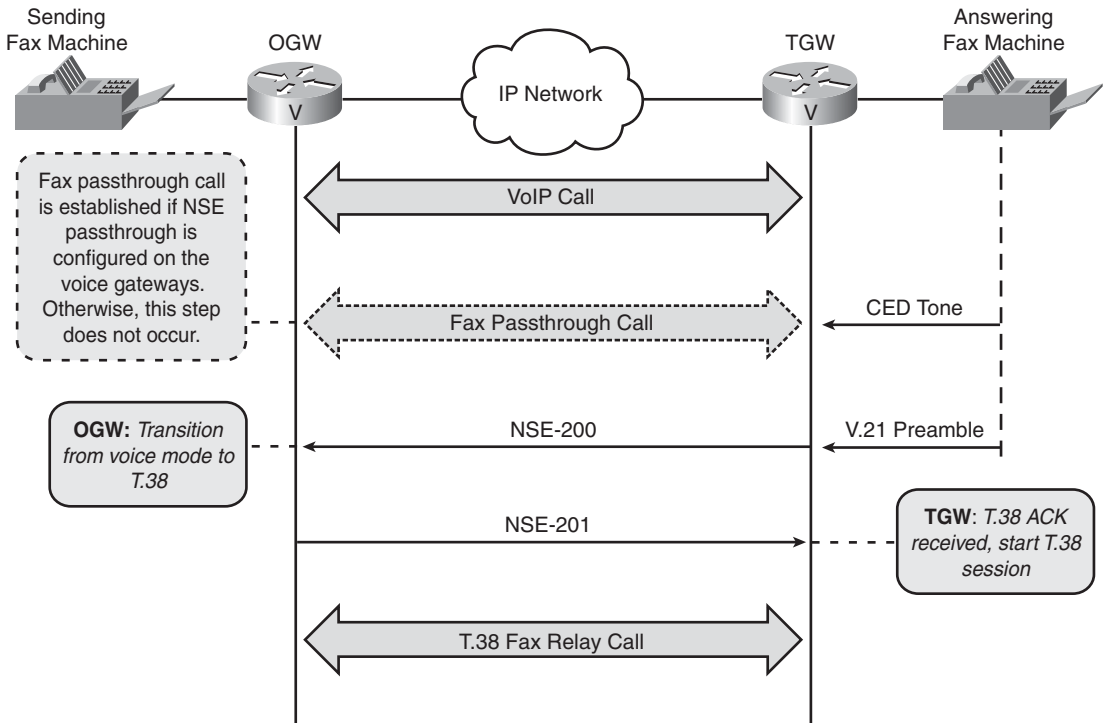 Sending
Fax Machine
OGW
TGW
Answering
Fax Machine
IP Network
V
V
VoIP Call
Fax passthrough call
is established if NSE
passthrough is
configured on the
voice gateways.
Otherwise, this step
does not occur.
Fax Passthrough Call
CED Tone
OGW: Transition
from voice mode to
T.38
NSE-200
V.21 Preamble
NSE-201
TGW: T.38 ACK
received, start T.38
session
T.38 Fax Relay Call